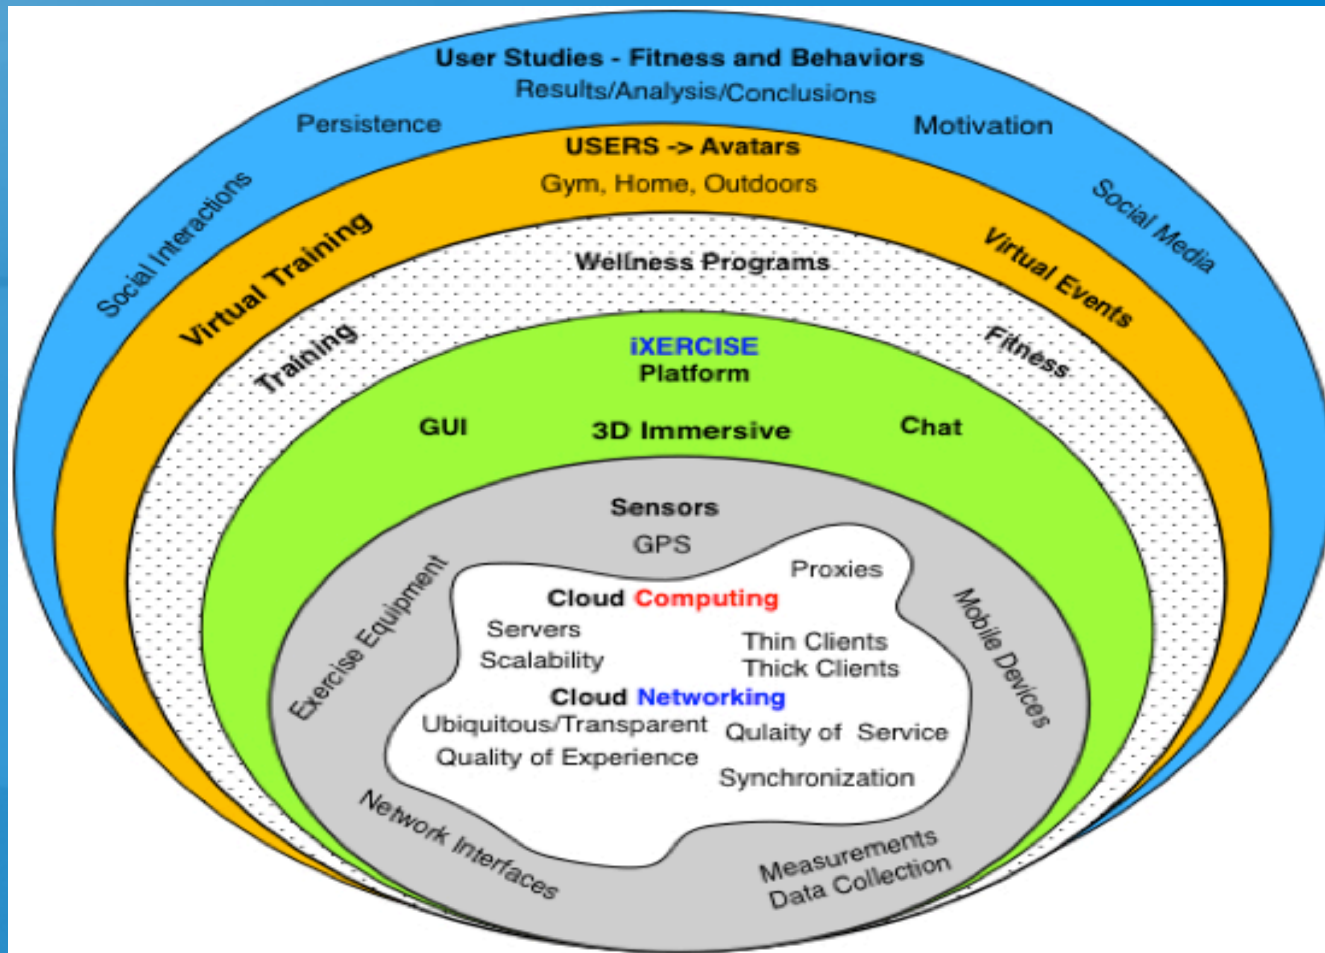 User Studies - Fitness and Behaviors
Results/Analysis/Conclusions
Persistence
Motivation
Social Interactions
Social Media
USERS -> Avatars
Gym, Home, Outdoors
Virtual Training
Virtual Events
Wellness Programs
Training
Fitness
iXERCISE
Platform
GUI
3D Immersive
Chat
Sensors
GPS
Exercise Equipment
Mobile Devices
Proxies
Cloud Computing
Servers
Scalability
Thin Clients
Thick Clients
Cloud Networking
Ubiquitous/Transparent
Quality of Experience
Qulaity of Service
Synchronization
Network Interfaces
Measurements
Data Collection